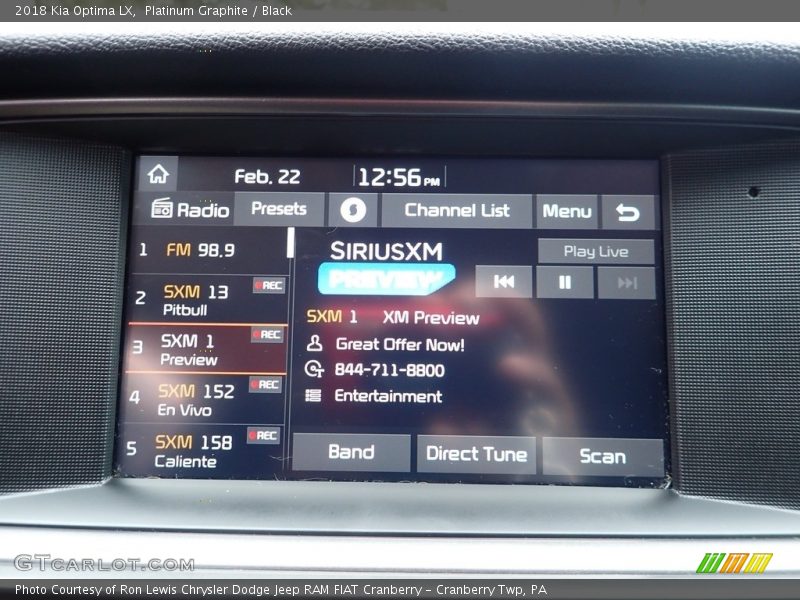 2018 Kia Optima LX, Platinum Graphite / Black
Feb. 22 12:56 PM
Radio Presets Channel List Menu
1 FM 98.9
2 SXM 13 REC
Pitbull
3 SXM 1 REC
Preview
4 SXM 152 REC
En Vivo
5 SXM 158 REC
Caliente
SIRIUSXM
PREVIEW
Play Live
SXM 1 XM Preview
Great Offer Now!
844-711-8800
Entertainment
Band Direct Tune Scan
GTCARLOT.COM
Photo Courtesy of Ron Lewis Chrysler Dodge Jeep RAM FIAT Cranberry – Cranberry Twp, PA